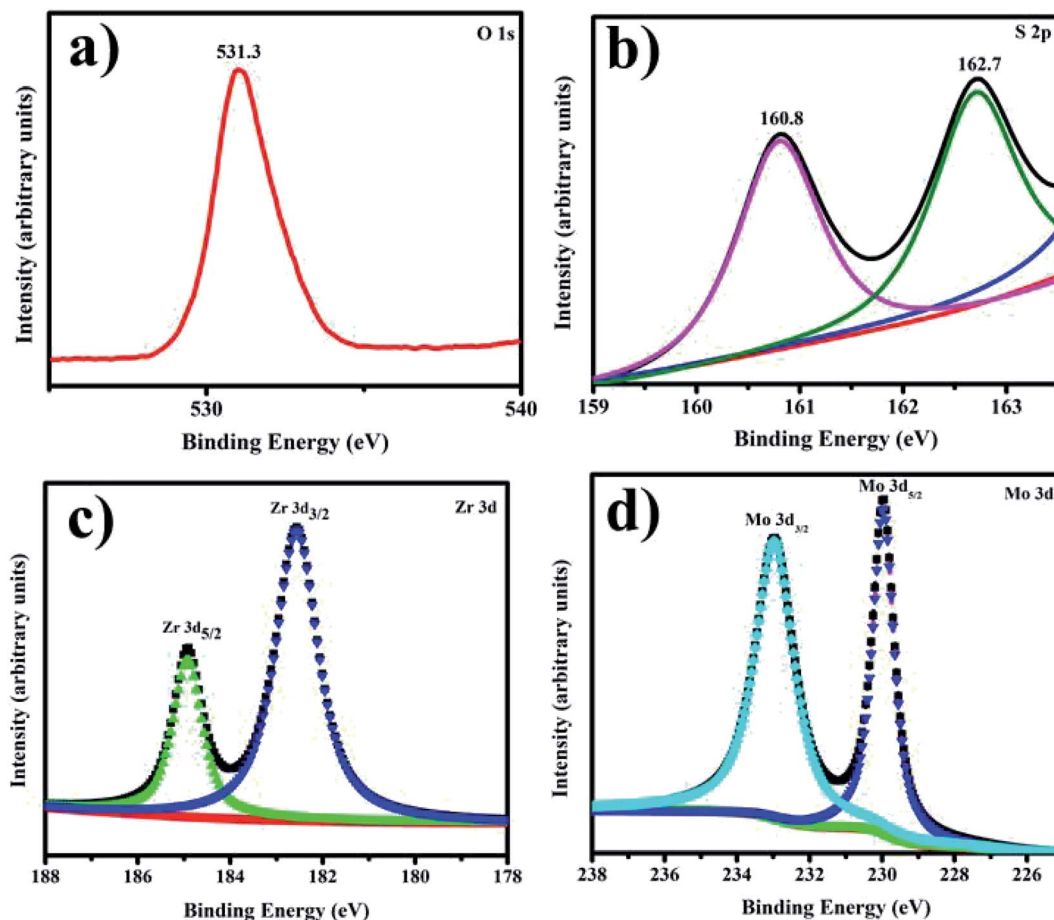 a)
O 1s
531.3
Intensity (arbitrary units)
530
540
Binding Energy (eV)
b)
S 2p
160.8
162.7
Intensity (arbitrary units)
159
160
161
162
163
Binding Energy (eV)
c)
Zr 3d
Zr 3d3/2
Zr 3d5/2
Intensity (arbitrary units)
188
186
184
182
180
178
Binding Energy (eV)
d)
Mo 3d
Mo 3d5/2
Mo 3d3/2
Intensity (arbitrary units)
238
236
234
232
230
228
226
Binding Energy (eV)